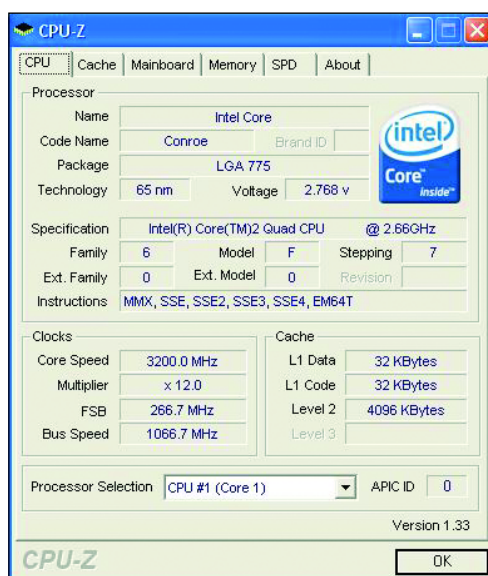 CPU-Z
CPU Cache Mainboard Memory SPD About
Processor
Name Intel Core
Code Name Conroe Brand ID
Package LGA 775
Technology 65 nm Voltage 2.768 v
intel
Core™
inside™
Specification Intel(R) Core(TM)2 Quad CPU @ 2.66GHz
Family 6 Model F Stepping 7
Ext. Family 0 Ext. Model 0 Revision
Instructions MMX, SSE, SSE2, SSE3, SSE4, EM64T
Clocks
Core Speed 3200.0 MHz
Multiplier x 12.0
FSB 266.7 MHz
Bus Speed 1066.7 MHz
Cache
L1 Data 32 KBytes
L1 Code 32 KBytes
Level 2 4096 KBytes
Level 3
Processor Selection CPU #1 (Core 1) APIC ID 0
Version 1.33
CPU-Z OK